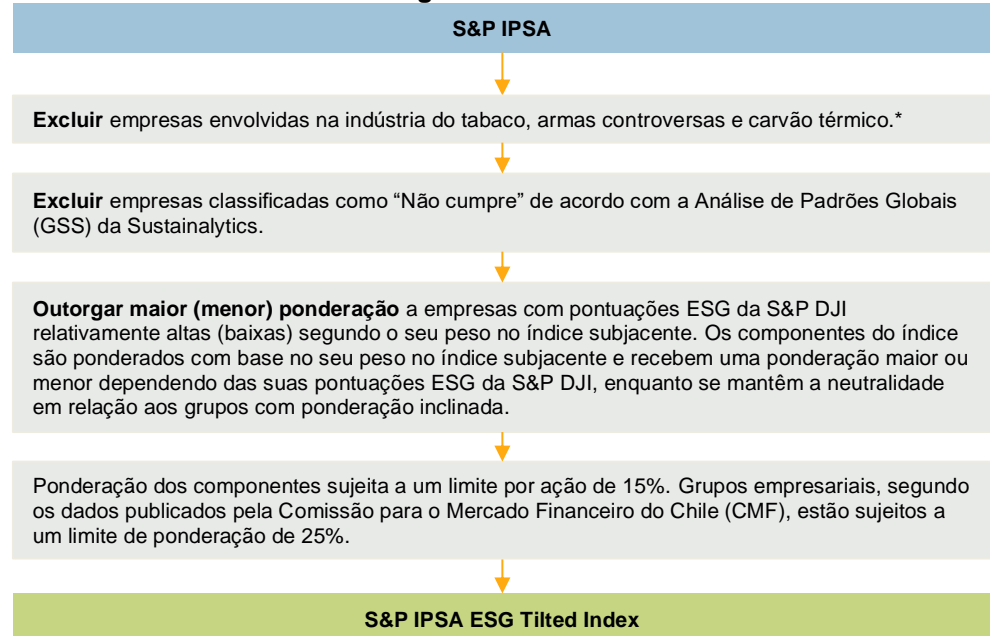 S&P IPSA
Excluir empresas envolvidas na indústria do tabaco, armas controversas e carvão térmico.*
Excluir empresas classificadas como “Não cumpre” de acordo com a Análise de Padrões Globais
(GSS) da Sustainalytics.
Outorgar maior (menor) ponderação a empresas com pontuações ESG da S&P DJI
relativamente altas (baixas) segundo o seu peso no índice subjacente. Os componentes do índice
são ponderados com base no seu peso no índice subjacente e recebem uma ponderação maior ou
menor dependendo das suas pontuações ESG da S&P DJI, enquanto se mantêm a neutralidade
em relação aos grupos com ponderação inclinada.
Ponderação dos componentes sujeita a um limite por ação de 15%. Grupos empresariais, segundo
os dados publicados pela Comissão para o Mercado Financeiro do Chile (CMF), estão sujeitos a
um limite de ponderação de 25%.
S&P IPSA ESG Tilted Index